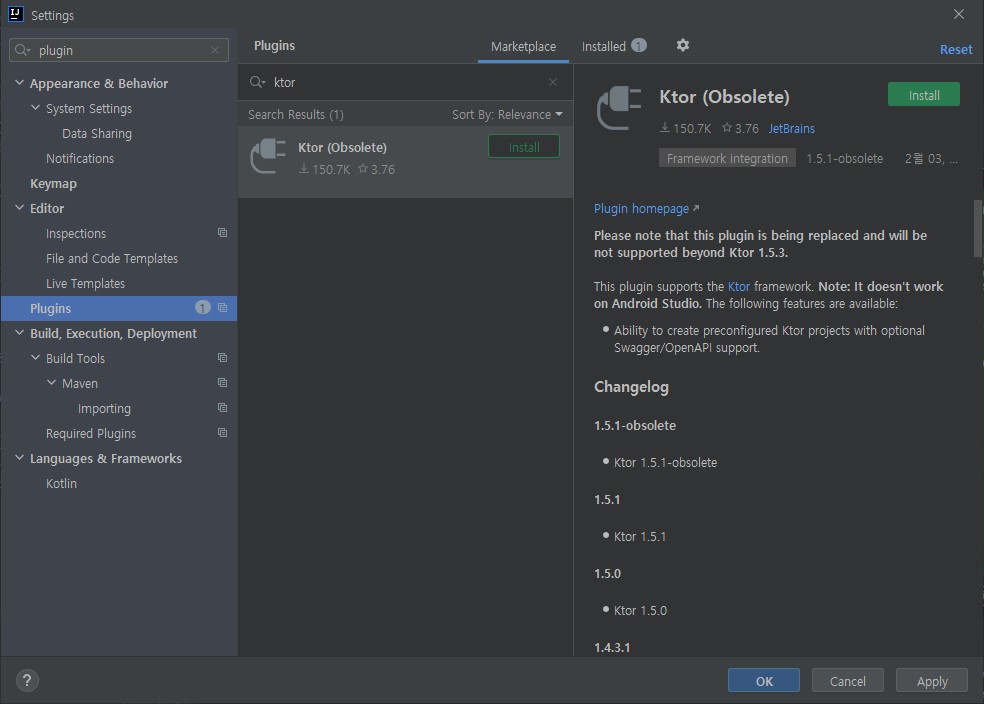 IJ
Settings
plugin
Appearance & Behavior
System Settings
Data Sharing
Notifications
Keymap
Editor
Inspections
File and Code Templates
Live Templates
Plugins
1
Build, Execution, Deployment
Build Tools
Maven
Importing
Required Plugins
Languages & Frameworks
Kotlin
Plugins
Marketplace
Installed 1
Reset
ktor
Search Results (1)
Sort By: Relevance
Ktor (Obsolete)
Install
150.7K 3.76
Ktor (Obsolete)
Install
150.7K 3.76 JetBrains
Framework integration 1.5.1-obsolete 2월 03, ...
Plugin homepage
Please note that this plugin is being replaced and will be
not supported beyond Ktor 1.5.3.
This plugin supports the Ktor framework. Note: It doesn't work
on Android Studio. The following features are available:
Ability to create preconfigured Ktor projects with optional
Swagger/OpenAPI support.
Changelog
1.5.1-obsolete
Ktor 1.5.1-obsolete
1.5.1
Ktor 1.5.1
1.5.0
Ktor 1.5.0
1.4.3.1
?
OK
Cancel
Apply